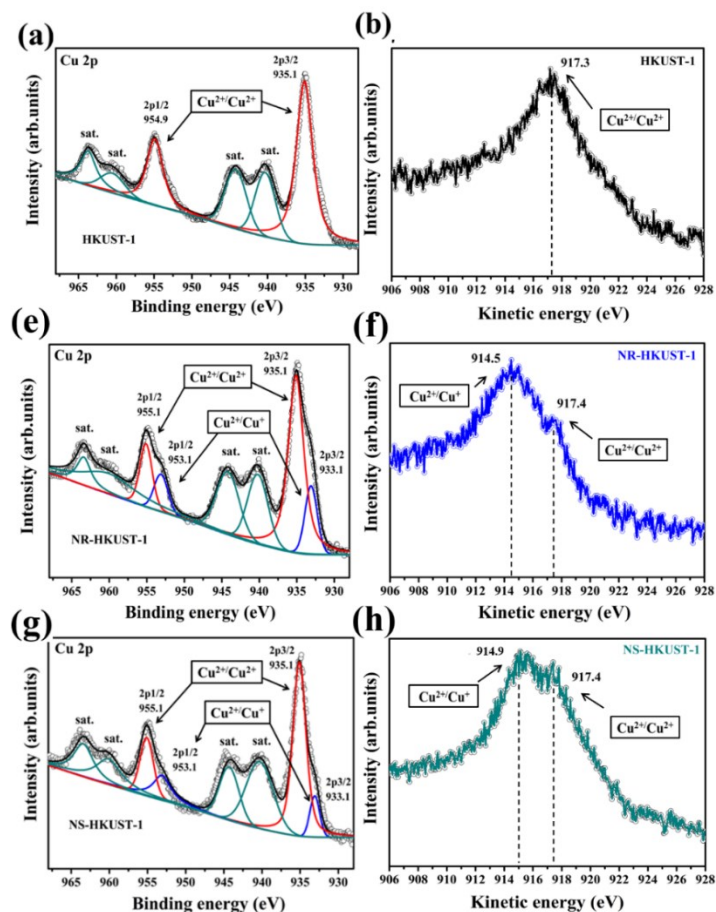 (a)
Cu 2p
2p3/2
935.1
2p1/2
954.9
Cu²⁺/Cu²⁺
sat.
sat.
sat.
sat.
HKUST-1
Intensity (arb.units)
965 960 955 950 945 940 935 930
Binding energy (eV)
(b)
917.3
HKUST-1
Cu²⁺/Cu²⁺
Intensity (arb.units)
906 908 910 912 914 916 918 920 922 924 926 928
Kinetic energy (eV)
(e)
Cu 2p
2p3/2
935.1
Cu²⁺/Cu²⁺
2p1/2
955.1
Cu²⁺/Cu⁺
2p1/2
953.1
sat.
sat.
sat.
sat.
2p3/2
933.1
NR-HKUST-1
Intensity (arb.units)
965 960 955 950 945 940 935 930
Binding energy (eV)
(f)
NR-HKUST-1
914.5
Cu²⁺/Cu⁺
917.4
Cu²⁺/Cu²⁺
Intensity (arb.units)
906 908 910 912 914 916 918 920 922 924 926 928
Kinetic energy (eV)
(g)
Cu 2p
2p3/2
935.1
Cu²⁺/Cu²⁺
2p1/2
955.1
Cu²⁺/Cu⁺
2p1/2
953.1
sat.
sat.
sat.
sat.
2p3/2
933.1
NS-HKUST-1
Intensity (arb.units)
965 960 955 950 945 940 935 930
Binding energy (eV)
(h)
NS-HKUST-1
914.9
917.4
Cu²⁺/Cu⁺
Cu²⁺/Cu²⁺
Intensity (arb.units)
906 908 910 912 914 916 918 920 922 924 926 928
Kinetic energy (eV)